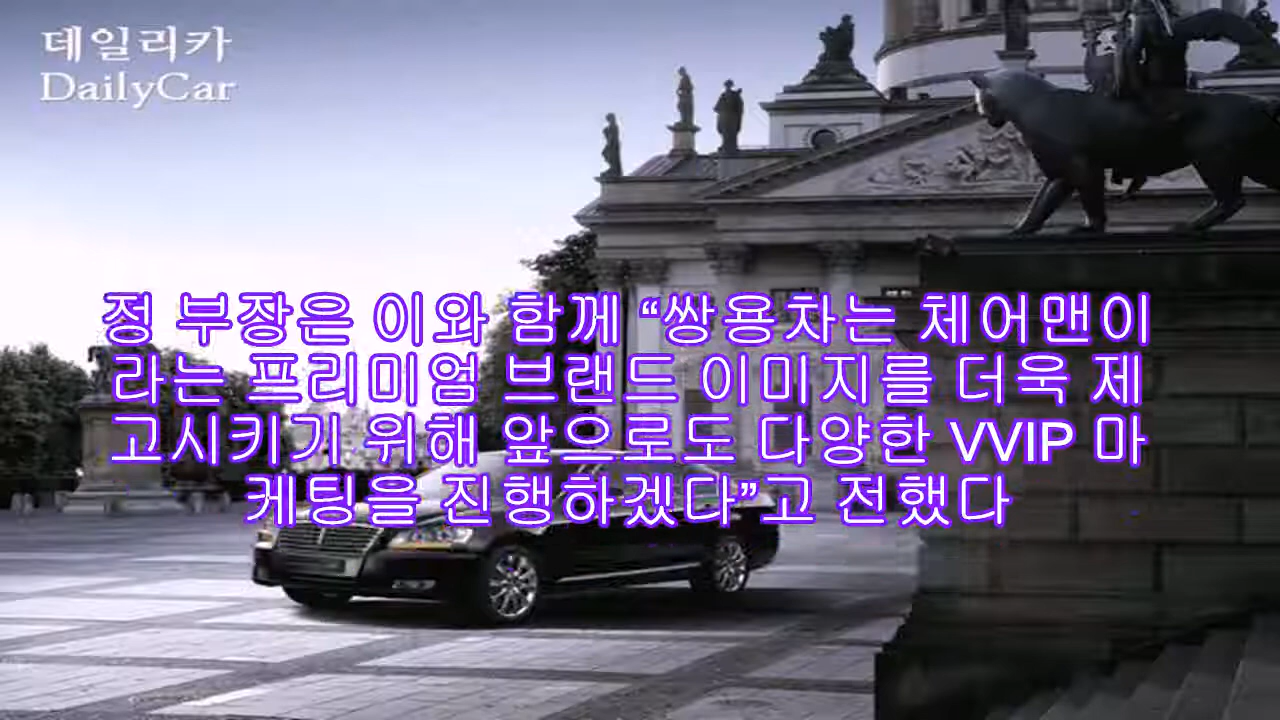 데일리카
DailyCar
정 부장은 이와 함께 “쌍용차는 체어맨이
라는 프리미엄 브랜드 이미지를 더욱 제
고시키기 위해 앞으로도 다양한 VVIP 마
케팅을 진행하겠다”고 전했다